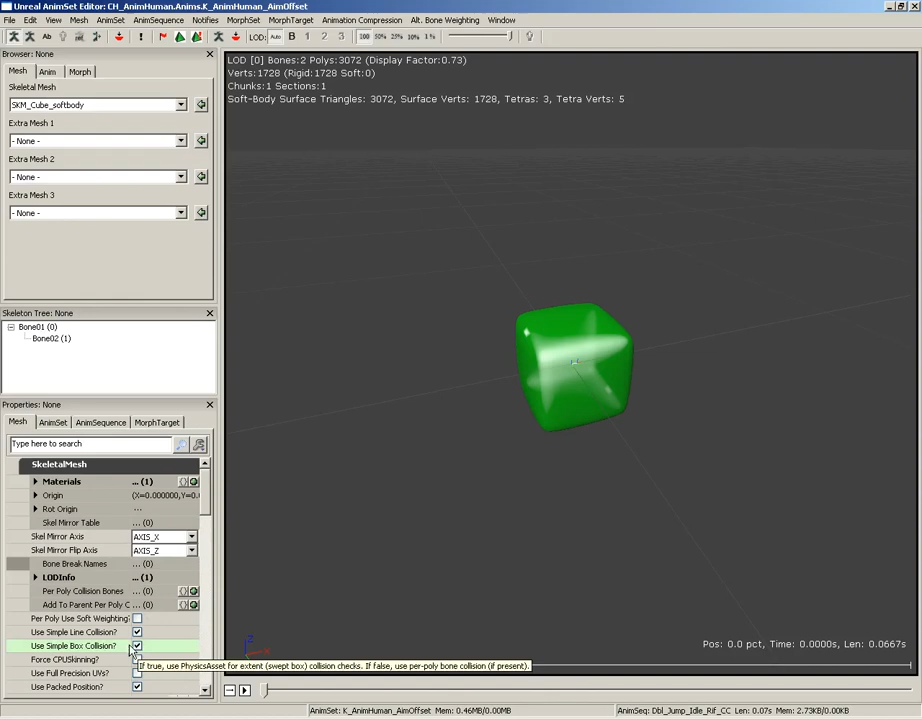 Unreal AnimSet Editor: CH_AnimHuman.Anims.K_AnimHuman_AimOffset
File Edit View Mesh AnimSet AnimSequence Notifies MorphSet MorphTarget Animation Compression Alt. Bone Weighting Window
Ab LOD: Auto B 1 2 3 100 50% 25% 10% 1%
Browser: None
Mesh Anim Morph
Skeletal Mesh
SKM_Cube_softbody
Extra Mesh 1
- None -
Extra Mesh 2
- None -
Extra Mesh 3
- None -
Skeleton Tree: None
Bone01 (0)
Bone02 (1)
Properties: None
Mesh AnimSet AnimSequence MorphTarget
Type here to search
SkeletalMesh
Materials ... (1)
Origin (X=0.000000,Y=0.
Rot Origin ...
Skel Mirror Table ... (0)
Skel Mirror Axis AXIS_X
Skel Mirror Flip Axis AXIS_Z
Bone Break Names ... (0)
LODInfo ... (1)
Per Poly Collision Bones ... (0)
Add To Parent Per Poly C ... (0)
Per Poly Use Soft Weighting?
Use Simple Line Collision?
Use Simple Box Collision?
Force CPUSkinning?
Use Full Precision UVs?
Use Packed Position?
If true, use PhysicsAsset for extent (swept box) collision checks. If false, use per-poly bone collision (if present).
LOD [0] Bones:2 Polys:3072 (Display Factor:0.73)
Verts:1728 (Rigid:1728 Soft:0)
Chunks:1 Sections:1
Soft-Body Surface Triangles: 3072, Surface Verts: 1728, Tetras: 3, Tetra Verts: 5
Z
X
Pos: 0.0 pct, Time: 0.0000s, Len: 0.0667s
AnimSet: K_AnimHuman_AimOffset Mem: 0.46MB/0.00MB AnimSeq: Dbl_Jump_Idle_Rif_CC Len: 0.07s Mem: 2.73KB/0.00KB